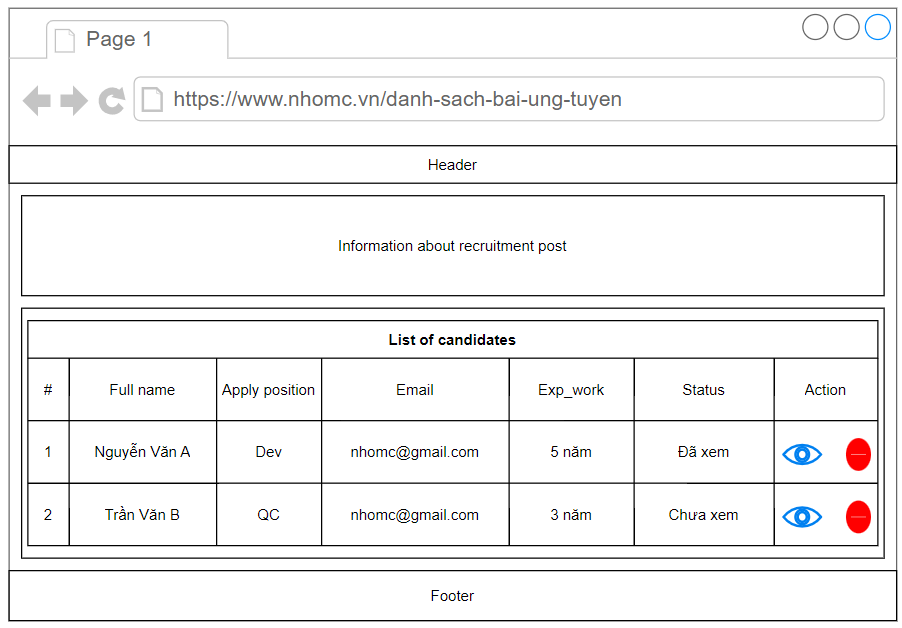 Page 1
https://www.nhomc.vn/danh-sach-bai-ung-tuyen
Header
Information about recruitment post
List of candidates
# Full name Apply position Email Exp_work Status Action
1 Nguyễn Văn A Dev nhomc@gmail.com 5 năm Đã xem
2 Trần Văn B QC nhomc@gmail.com 3 năm Chưa xem
Footer